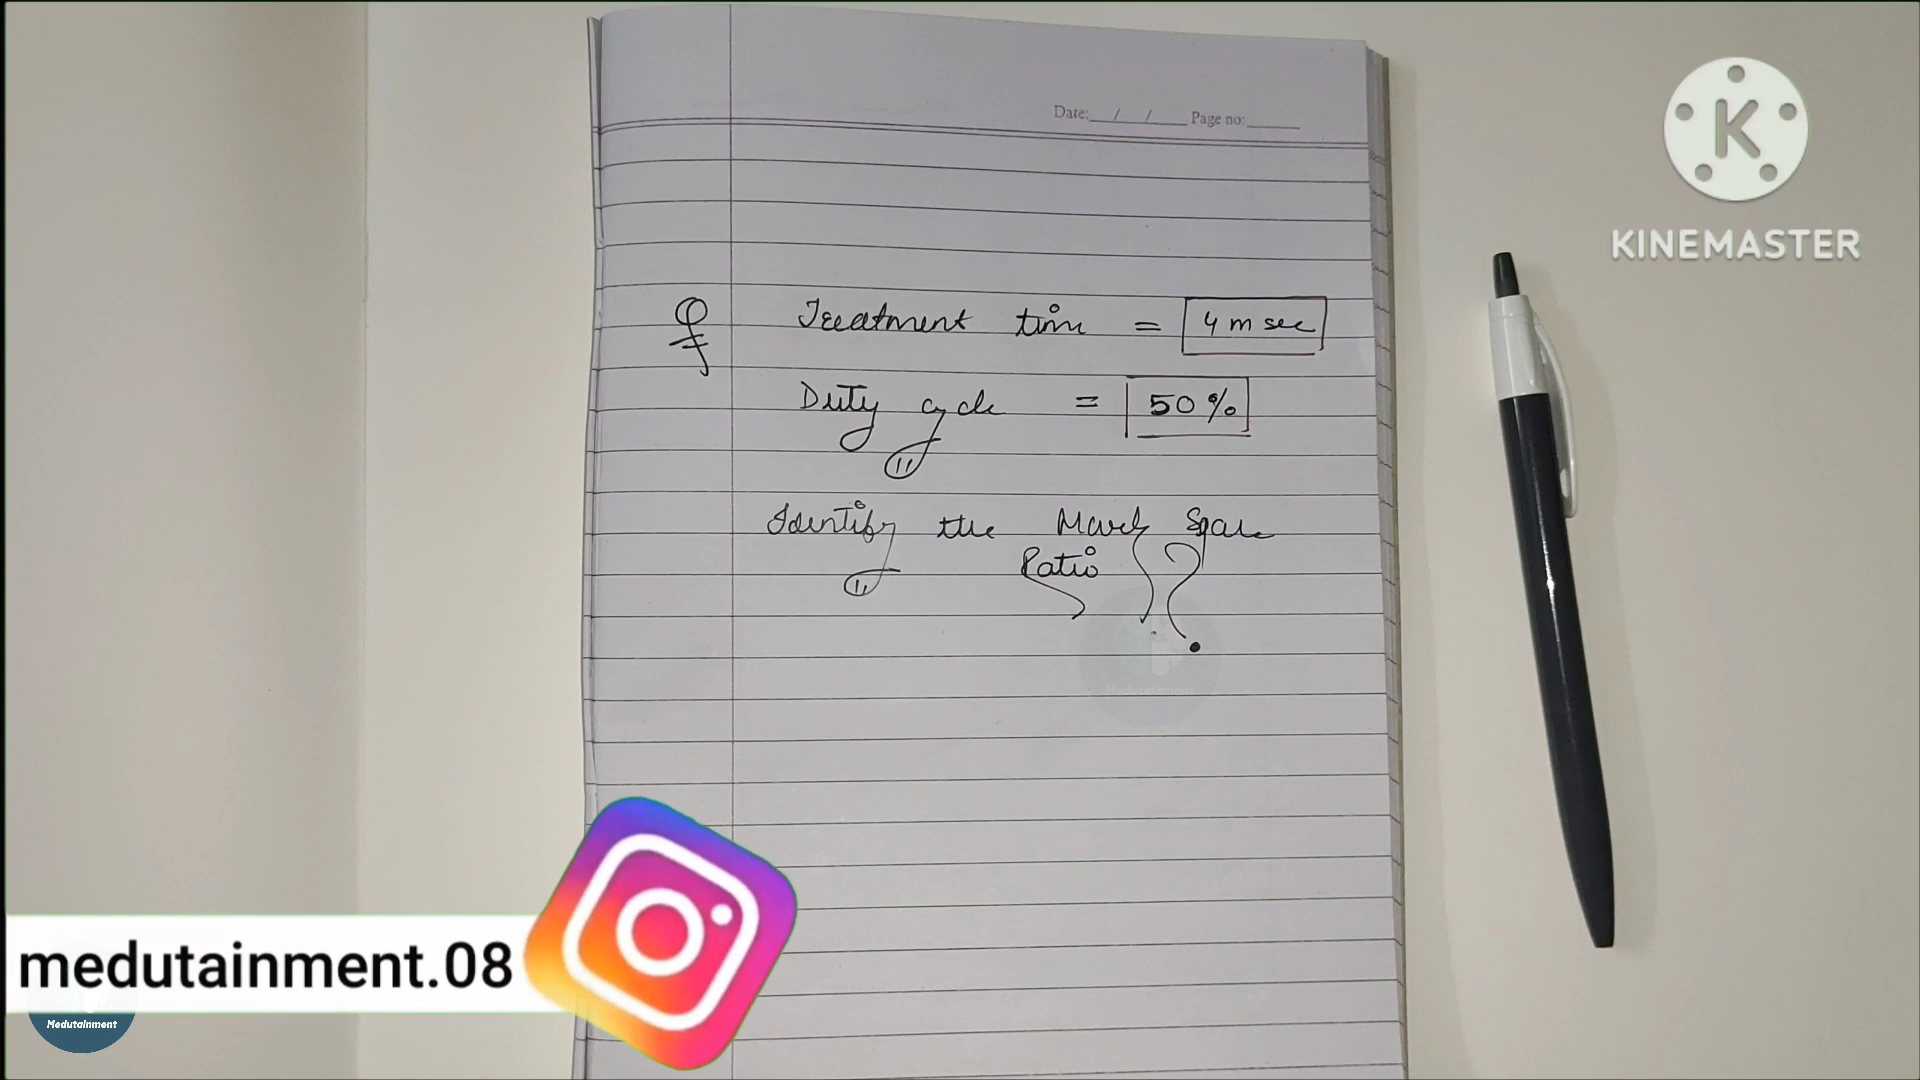 Date: / / Page no:
KINEMASTER
Q Treatment time = 4 m sec
Duty cycle = 50%
Identify the Mark Space
Ratio ?
Medutainment
medutainment.08
Medutainment